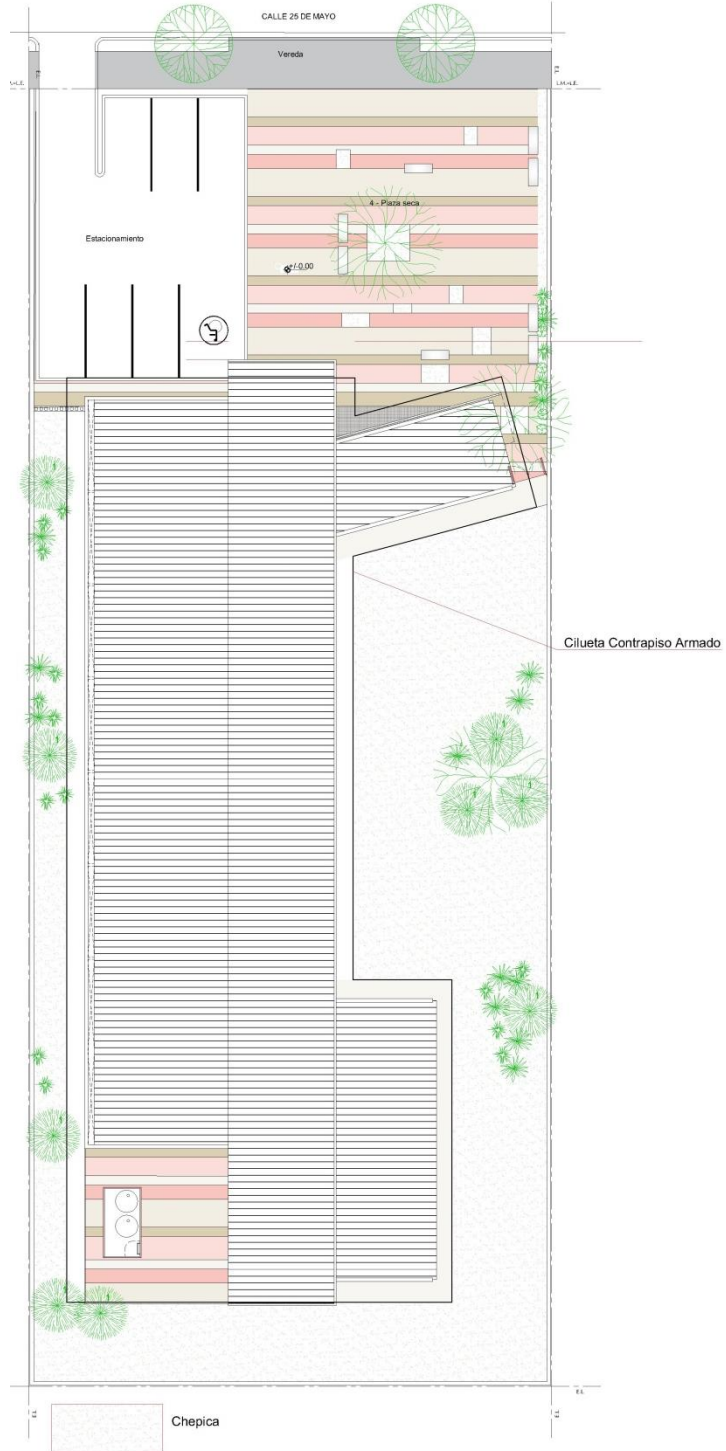 CALLE 25 DE MAYO
Vereda
E.L.
E.L.
L.M.=L.E.
L.M.=L.E.
4 - Plaza seca
Estacionamiento
+/-0.00
Cilueta Contrapiso Armado
E.L.
E.L.
E.L.
Chepica